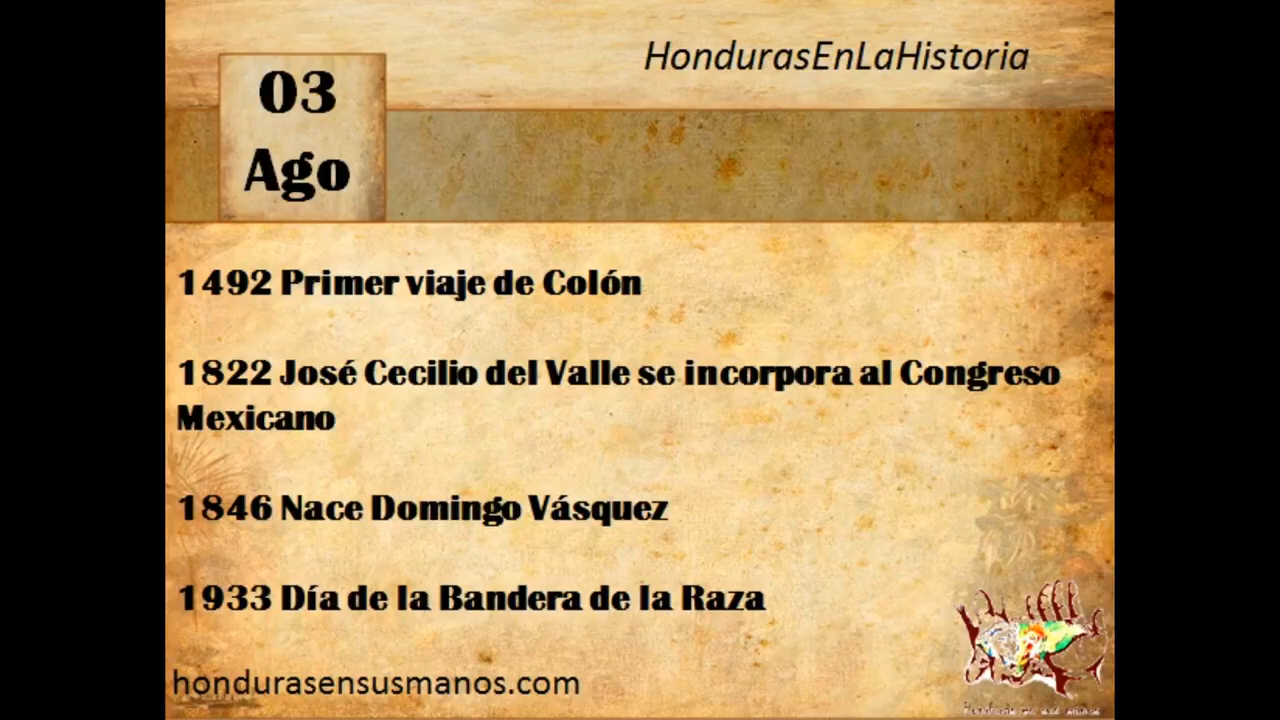 HondurasEnLaHistoria
03
Ago
1492 Primer viaje de Colón
1822 José Cecilio del Valle se incorpora al Congreso
Mexicano
1846 Nace Domingo Vásquez
1933 Día de la Bandera de la Raza
hondurasensusmanos.com